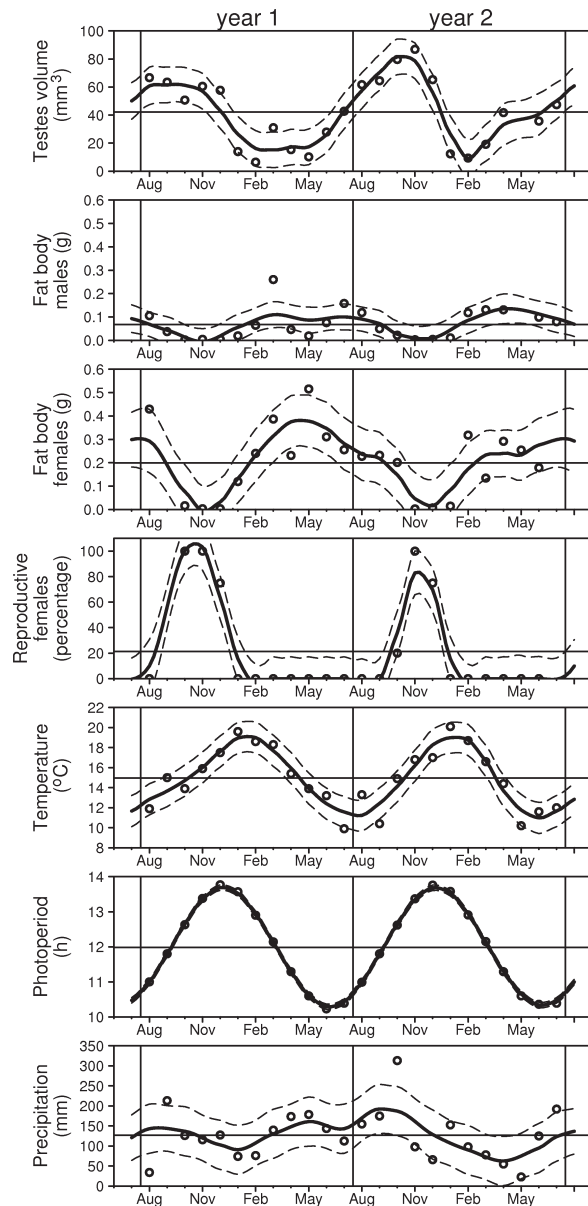 year 1 year 2
Testes volume
(mm³)
100
80
60
40
20
0
Aug Nov Feb May Aug Nov Feb May
Fat body
males (g)
0.6
0.5
0.4
0.3
0.2
0.1
0.0
Aug Nov Feb May Aug Nov Feb May
Fat body
females (g)
0.6
0.5
0.4
0.3
0.2
0.1
0.0
Aug Nov Feb May Aug Nov Feb May
Reproductive
females
(percentage)
100
80
60
40
20
0
Aug Nov Feb May Aug Nov Feb May
Temperature
(ºC)
22
20
18
16
14
12
10
8
Aug Nov Feb May Aug Nov Feb May
Photoperiod
(h)
14
13
12
11
10
Aug Nov Feb May Aug Nov Feb May
Precipitation
(mm)
350
300
250
200
150
100
50
0
Aug Nov Feb May Aug Nov Feb May